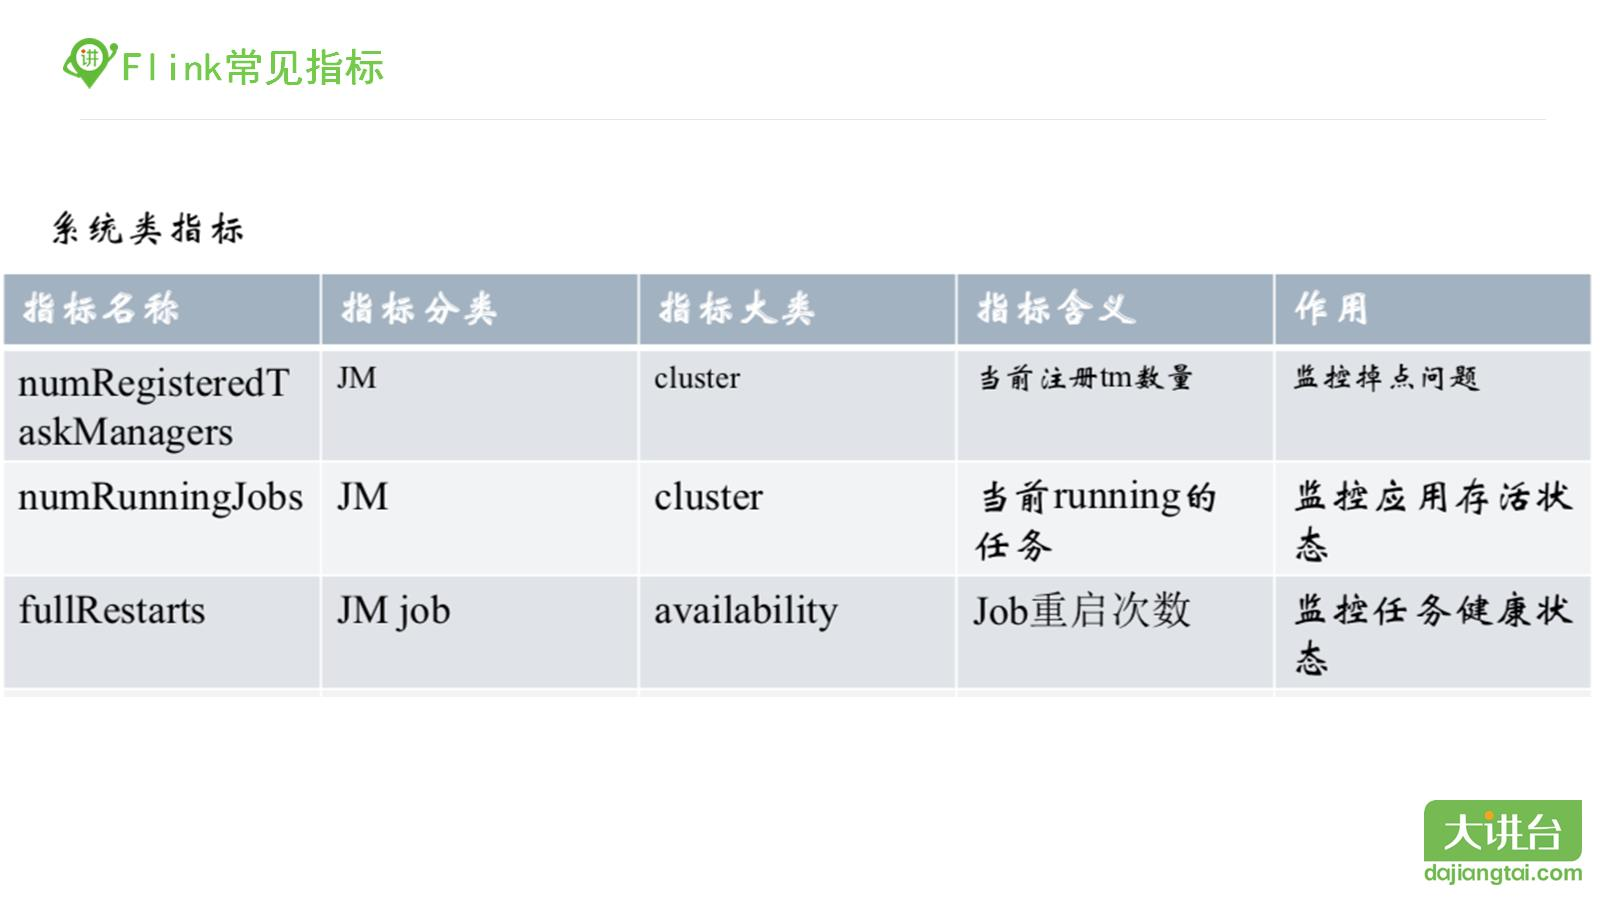 讲
Flink常见指标
系统类指标
指标名称 指标分类 指标大类 指标含义 作用
numRegisteredT
askManagers
JM
cluster
当前注册tm数量
监控掉点问题
numRunningJobs
JM
cluster
当前running的
任务
监控应用存活状
态
fullRestarts
JM job
availability
Job重启次数
监控任务健康状
态
大讲台
dajiangtai.com